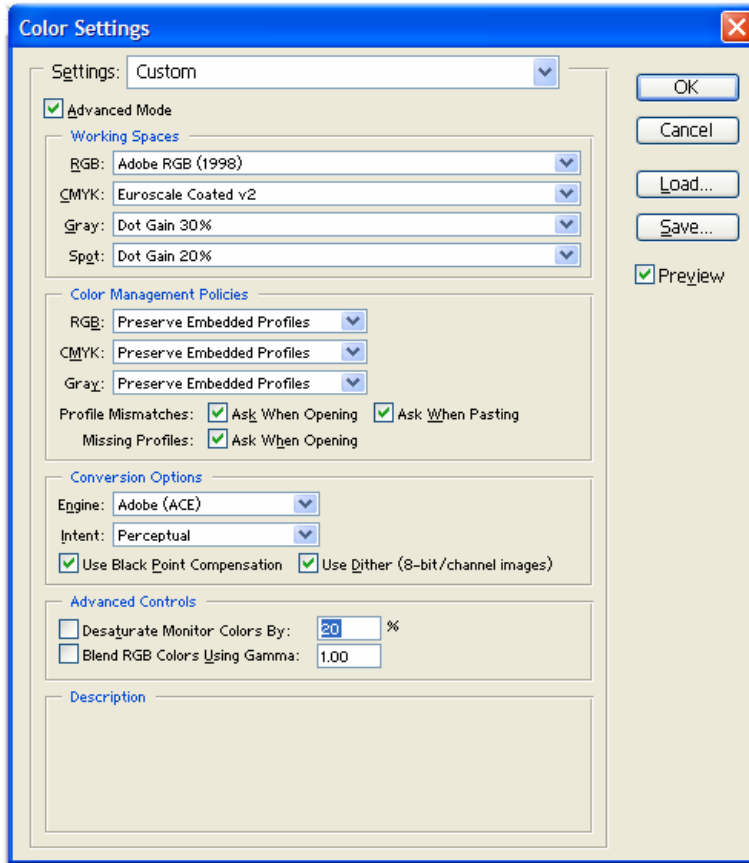 Color Settings
Settings: Custom
OK
Advanced Mode
Cancel
Working Spaces
RGB: Adobe RGB (1998)
Load...
CMYK: Euroscale Coated v2
Gray: Dot Gain 30%
Save...
Spot: Dot Gain 20%
Preview
Color Management Policies
RGB: Preserve Embedded Profiles
CMYK: Preserve Embedded Profiles
Gray: Preserve Embedded Profiles
Profile Mismatches: Ask When Opening Ask When Pasting
Missing Profiles: Ask When Opening
Conversion Options
Engine: Adobe (ACE)
Intent: Perceptual
Use Black Point Compensation Use Dither (8-bit/channel images)
Advanced Controls
Desaturate Monitor Colors By: 20 %
Blend RGB Colors Using Gamma: 1.00
Description